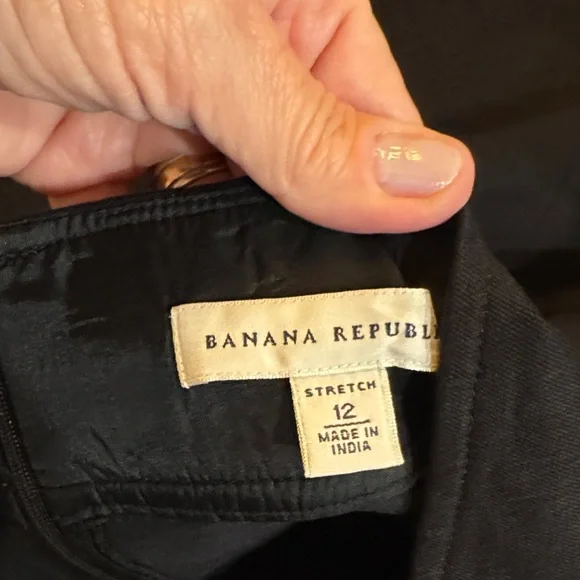 BANANA REPUBLI
STRETCH
12
MADE IN
INDIA